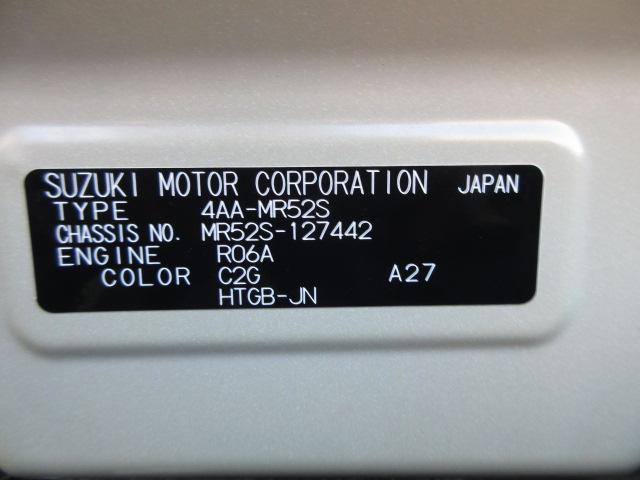 SUZUKI MOTOR CORPORATION JAPAN
TYPE 4AA-MR52S
CHASSIS NO. MR52S-127442
ENGINE R06A
COLOR C2G A27
HTGB-JN